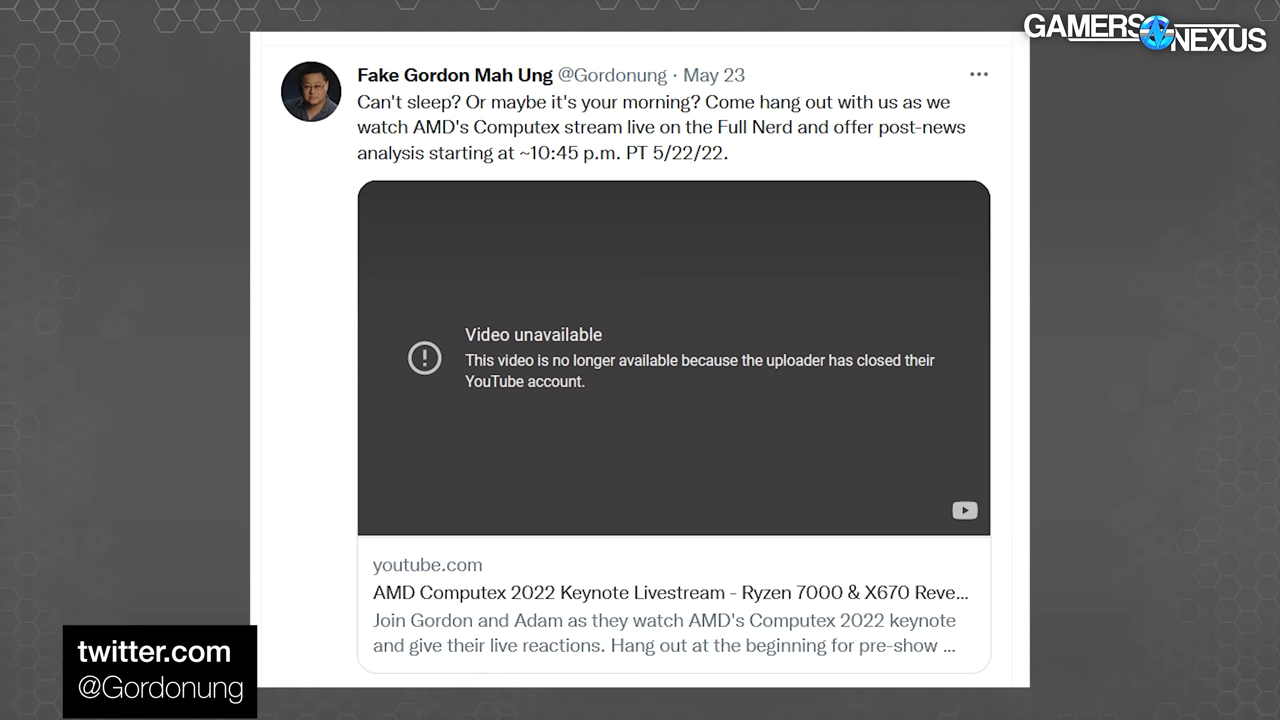 GAMERS NEXUS
Fake Gordon Mah Ung @Gordonung · May 23
Can't sleep? Or maybe it's your morning? Come hang out with us as we
watch AMD's Computex stream live on the Full Nerd and offer post-news
analysis starting at ~10:45 p.m. PT 5/22/22.
Video unavailable
This video is no longer available because the uploader has closed their
YouTube account.
youtube.com
AMD Computex 2022 Keynote Livestream - Ryzen 7000 & X670 Reve...
Join Gordon and Adam as they watch AMD's Computex 2022 keynote
and give their live reactions. Hang out at the beginning for pre-show ...
twitter.com
@Gordonung